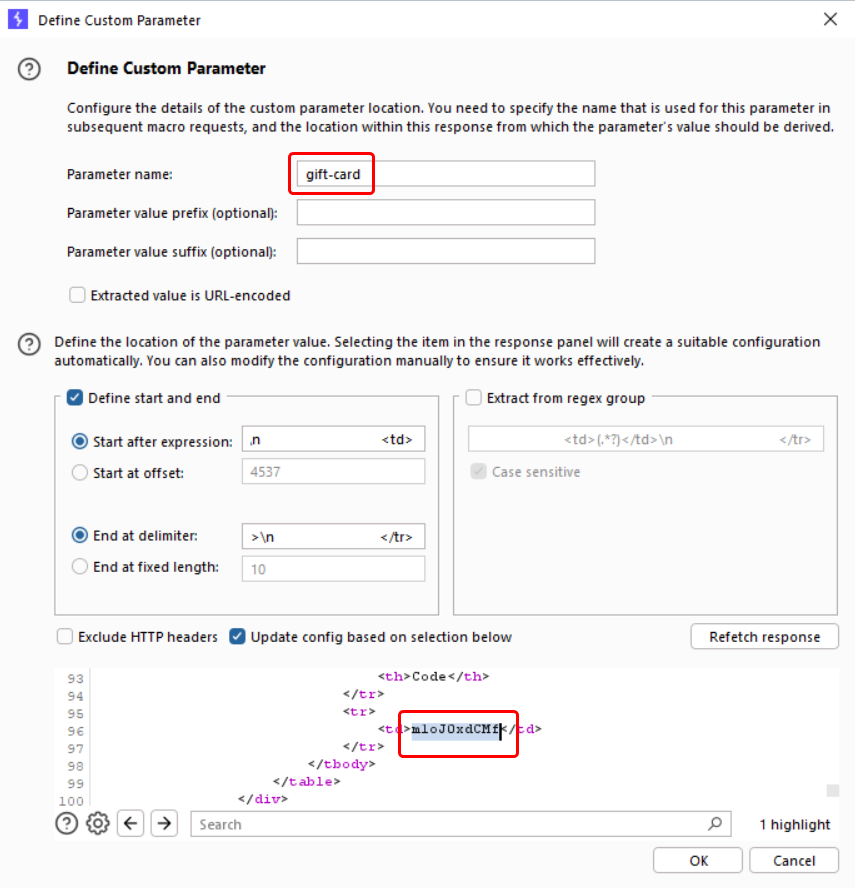 Define Custom Parameter
Define Custom Parameter
Configure the details of the custom parameter location. You need to specify the name that is used for this parameter in
subsequent macro requests, and the location within this response from which the parameter's value should be derived.
Parameter name: gift-card
Parameter value prefix (optional):
Parameter value suffix (optional):
Extracted value is URL-encoded
Define the location of the parameter value. Selecting the item in the response panel will create a suitable configuration
automatically. You can also modify the configuration manually to ensure it works effectively.
Define start and end
Start after expression: \n <td>
Start at offset: 4537
End at delimiter: >\n </tr>
End at fixed length: 10
Extract from regex group
<td>(.*?)</td>\n </tr>
Case sensitive
Exclude HTTP headers Update config based on selection below Refetch response
93 <th>Code</th>
94 </tr>
95 <tr>
96 <td>mloJOxdCMf</td>
97 </tr>
98 </tbody>
99 </table>
100 </div>
Search 1 highlight
OK Cancel